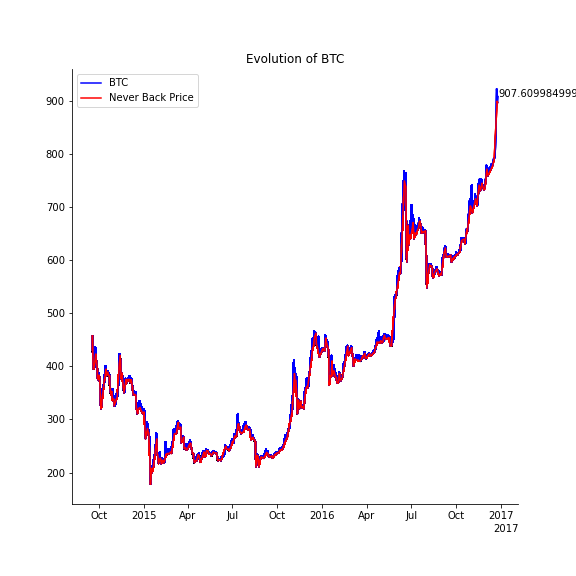 Evolution of BTC
BTC
Never Back Price
907.609984999
900
800
700
600
500
400
300
200
Oct 2015 Apr Jul Oct 2016 Apr Jul Oct 2017
2017